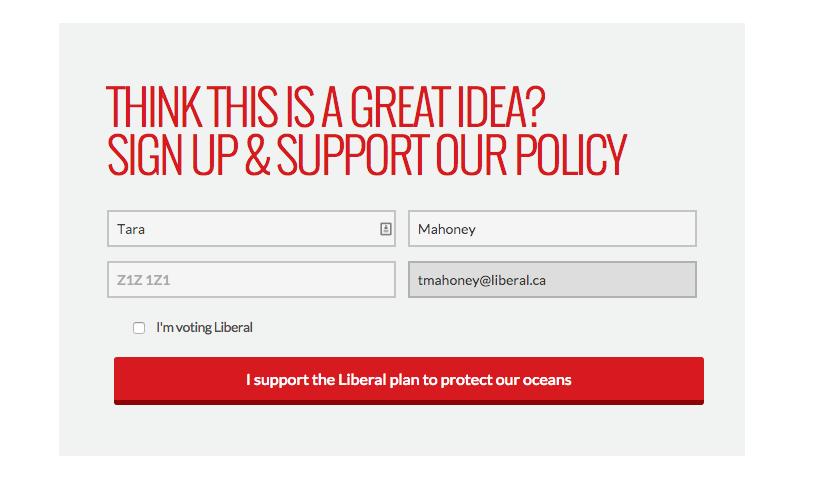 THINK THIS IS A GREAT IDEA?
SIGN UP & SUPPORT OUR POLICY
Tara
Mahoney
Z1Z 1Z1
tmahoney@liberal.ca
I'm voting Liberal
I support the Liberal plan to protect our oceans